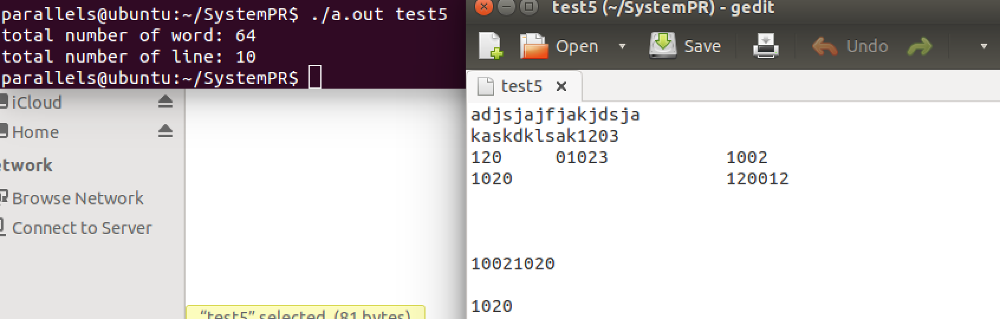 parallels@ubuntu:~/SystemPR$ ./a.out test5
total number of word: 64
total number of line: 10
parallels@ubuntu:~/SystemPR$
iCloud
Home
etwork
Browse Network
Connect to Server
“test5” selected (81 bytes)
test5 (~/SystemPR) - gedit
Open Save Undo
test5
adjsjajfjakjdsja
kaskdklsak1203
120 01023 1002
1020 120012
10021020
1020